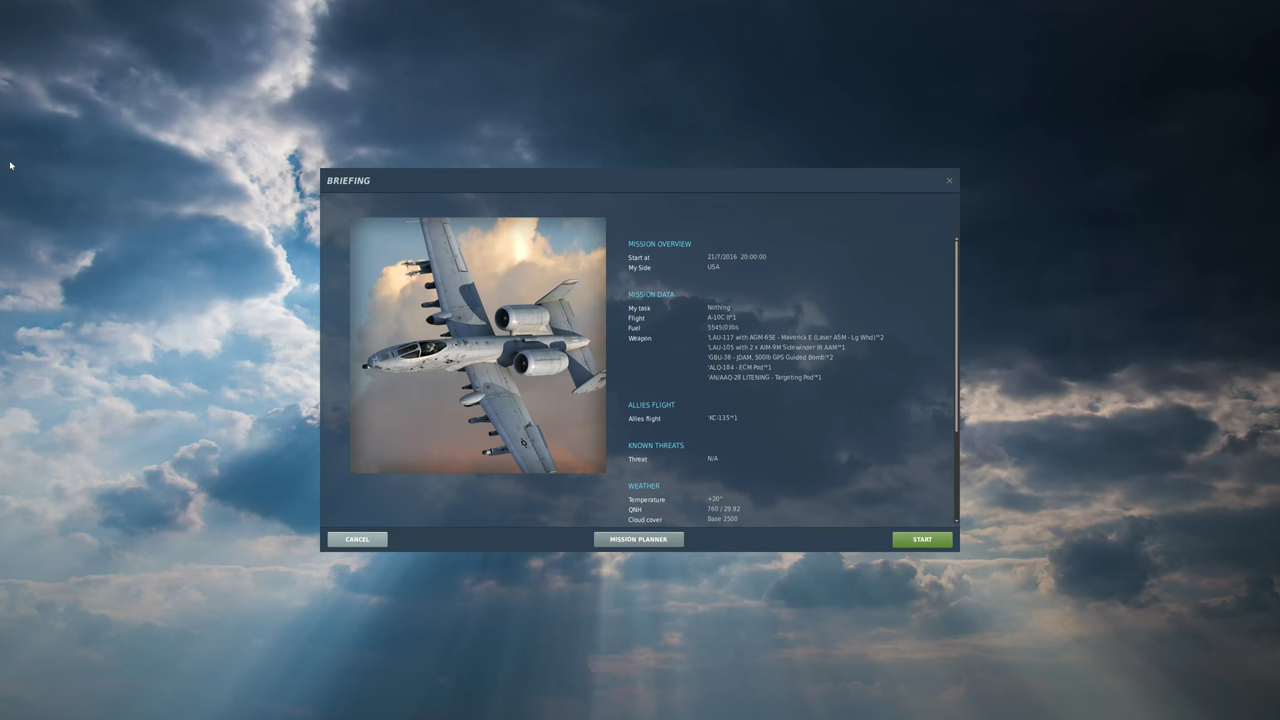 BRIEFING
MISSION OVERVIEW
Start at 21/7/2016 20:00:00
My Side USA
MISSION DATA
My task Nothing
Flight A-10C II*1
Fuel 5545(0)lbs
Weapon 'LAU-117 with AGM-65E - Maverick E (Laser ASM - Lg Whd)'*2
'LAU-105 with 2 x AIM-9M Sidewinder IR AAM'*1
'GBU-38 - JDAM, 500lb GPS Guided Bomb'*2
'ALQ-184 - ECM Pod'*1
'AN/AAQ-28 LITENING - Targeting Pod'*1
ALLIES FLIGHT
Allies flight 'KC-135'*1
KNOWN THREATS
Threat N/A
WEATHER
Temperature +20°
QNH 760 / 29.92
Cloud cover Base 2500
CANCEL MISSION PLANNER START